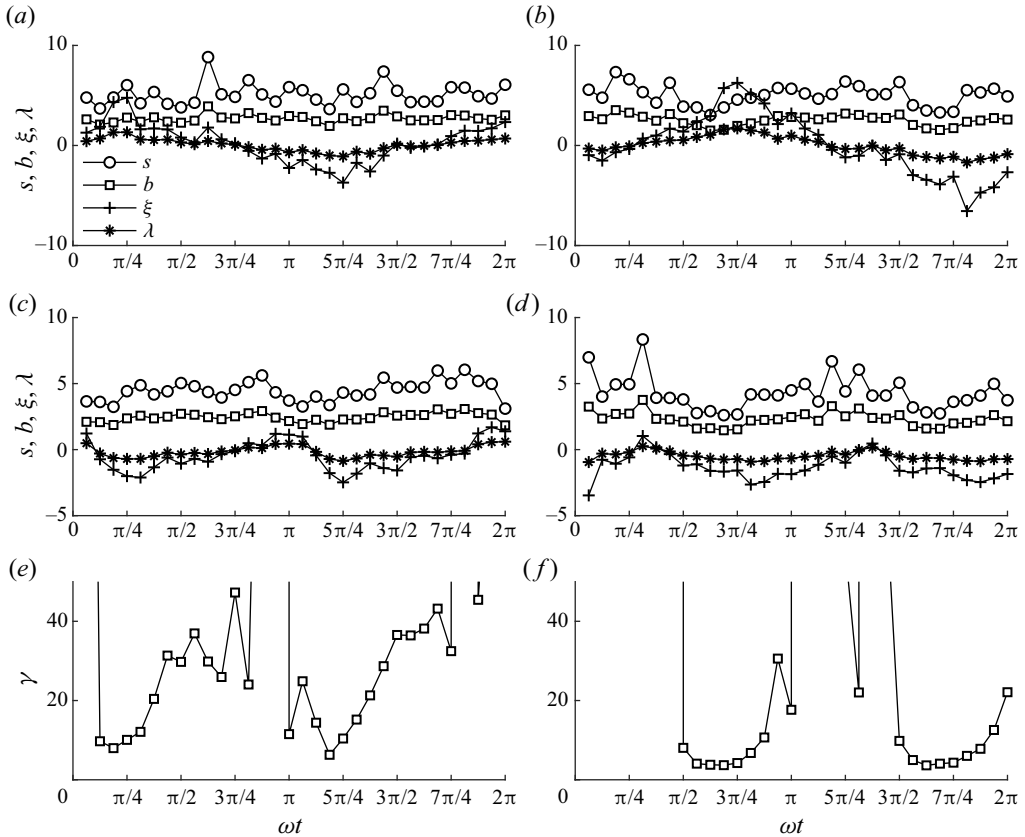 (a) (b)
10 10
5 5
0 0
s, b, ξ, λ
s
b
ξ
λ
–10 –10
0 π/4 π/2 3π/4 π 5π/4 3π/2 7π/4 2π 0 π/4 π/2 3π/4 π 5π/4 3π/2 7π/4 2π
(c) (d)
10 10
5 5
s, b, ξ, λ
0 0
–5 –5
0 π/4 π/2 3π/4 π 5π/4 3π/2 7π/4 2π 0 π/4 π/2 3π/4 π 5π/4 3π/2 7π/4 2π
(e) (f)
40 40
γ
20 20
0 π/4 π/2 3π/4 π 5π/4 3π/2 7π/4 2π 0 π/4 π/2 3π/4 π 5π/4 3π/2 7π/4 2π
ωt ωt